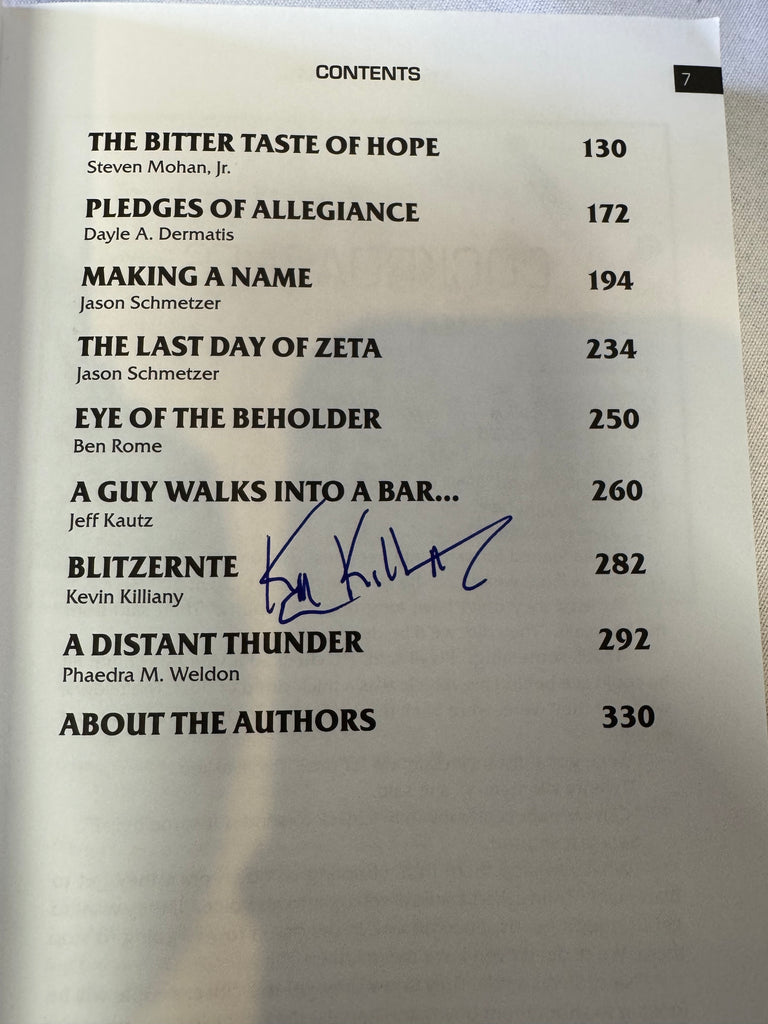 CONTENTS
7
THE BITTER TASTE OF HOPE 130
Steven Mohan, Jr.
PLEDGES OF ALLEGIANCE 172
Dayle A. Dermatis
MAKING A NAME 194
Jason Schmetzer
THE LAST DAY OF ZETA 234
Jason Schmetzer
EYE OF THE BEHOLDER 250
Ben Rome
A GUY WALKS INTO A BAR... 260
Jeff Kautz
BLITZERNTE 282
Kevin Killiany
A DISTANT THUNDER 292
Phaedra M. Weldon
ABOUT THE AUTHORS 330